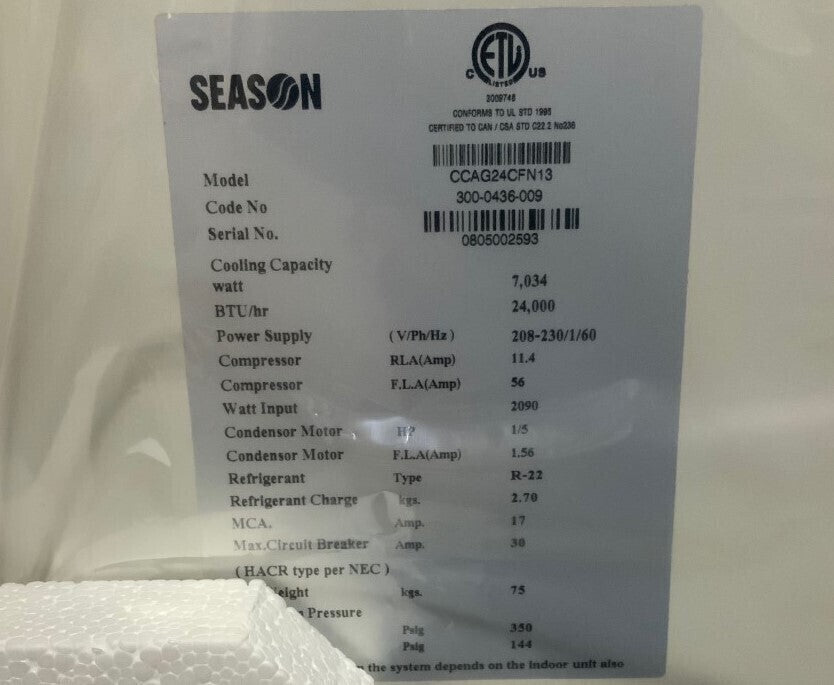 SEASON
C ETL US
LISTED
3009748
CONFORMS TO UL STD 1995
CERTIFIED TO CAN / CSA STD C22.2 No236
Model CCAG24CFN13
Code No 300-0436-009
Serial No. 0805002593
Cooling Capacity
watt 7,034
BTU/hr 24,000
Power Supply (V/Ph/Hz) 208-230/1/60
Compressor RLA(Amp) 11.4
Compressor F.L.A(Amp) 56
Watt Input 2090
Condensor Motor HP 1/5
Condensor Motor F.L.A(Amp) 1.56
Refrigerant Type R-22
Refrigerant Charge kgs. 2.70
MCA. Amp. 17
Max.Circuit Breaker Amp. 30
(HACR type per NEC)
eight kgs. 75
Pressure
Psig 350
Psig 144
the system depends on the indoor unit also